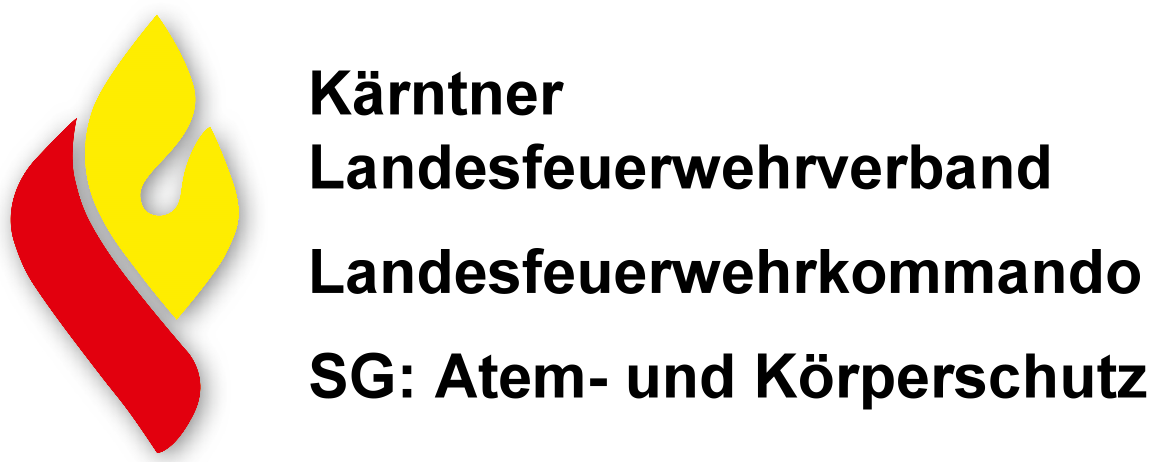 Kärntner
Landesfeuerwehrverband
Landesfeuerwehrkommando
SG: Atem- und Körperschutz